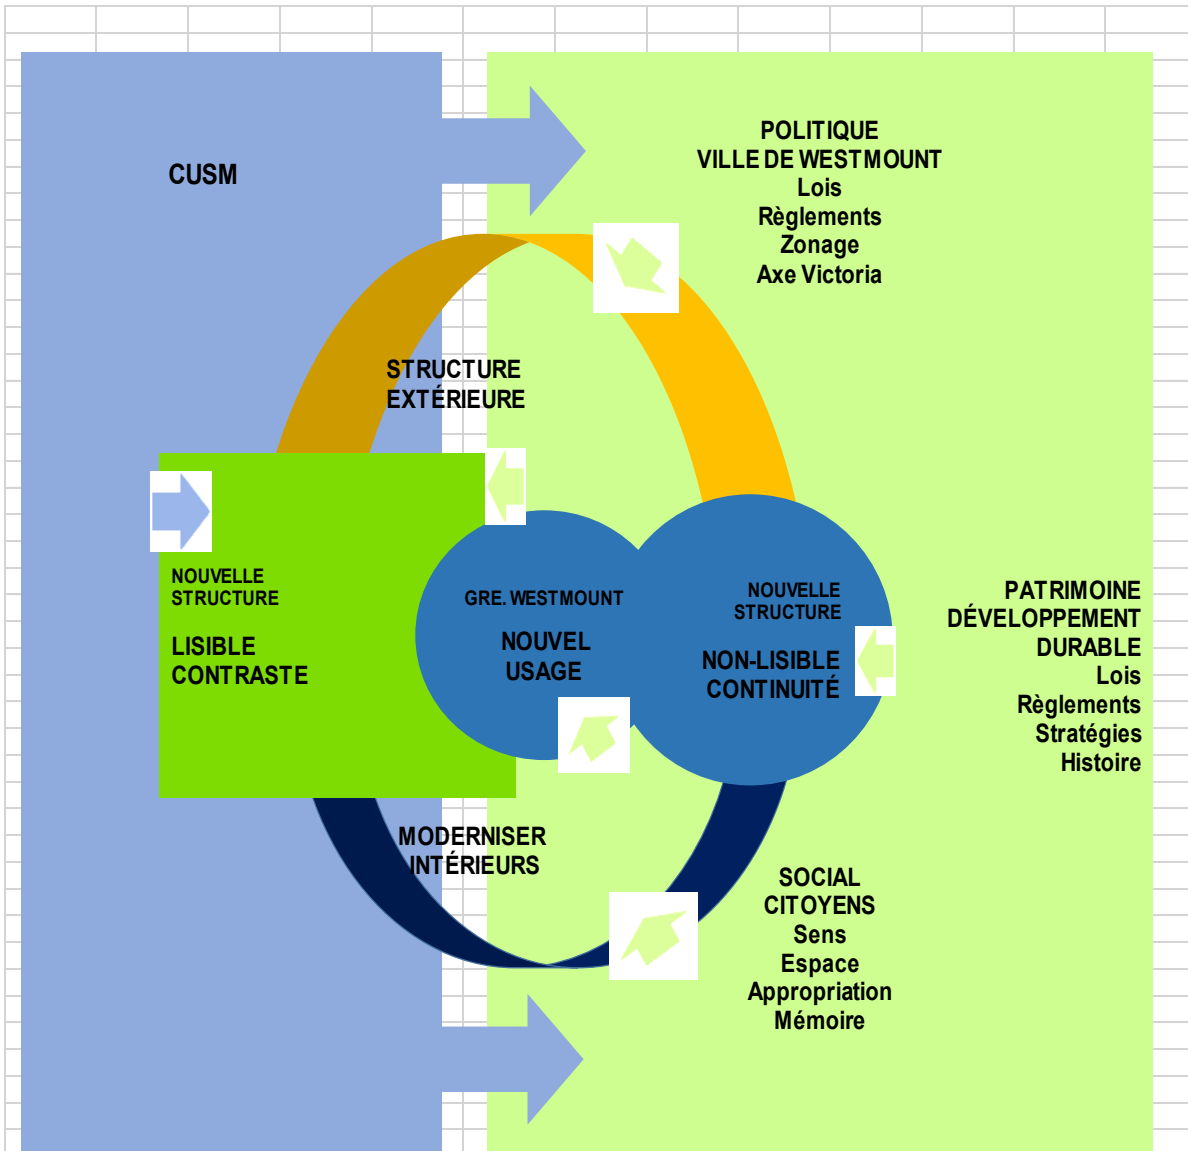 CUSM
POLITIQUE
VILLE DE WESTMOUNT
Lois
Règlements
Zonage
Axe Victoria
STRUCTURE
EXTÉRIEURE
NOUVELLE
STRUCTURE
LISIBLE
CONTRASTE
GRE. WESTMOUNT
NOUVEL
USAGE
NOUVELLE
STRUCTURE
NON-LISIBLE
CONTINUITÉ
PATRIMOINE
DÉVELOPPEMENT
DURABLE
Lois
Règlements
Stratégies
Histoire
MODERNISER
INTÉRIEURS
SOCIAL
CITOYENS
Sens
Espace
Appropriation
Mémoire